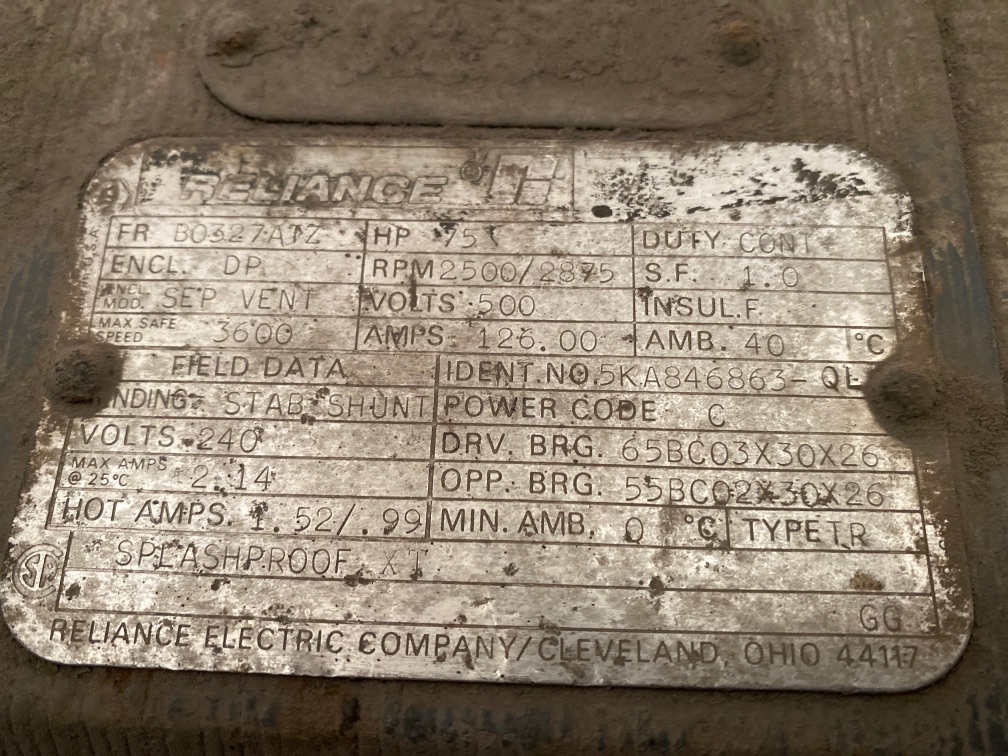 RELIANCE ®
FR BO327ATZ HP 75 DUTY CONT
ENCL. DP RPM 2500/2875 S.F. 1.0
ENCL. MOD. SEP VENT VOLTS 500 INSUL. F
MAX SAFE SPEED 3600 AMPS 126.00 AMB. 40 °C
FIELD DATA IDENT. NO. 5KA846863-QL
STAB SHUNT POWER CODE C
VOLTS 240 DRV. BRG. 65BC03X30X26
MAX AMPS @ 25°C 2.14 OPP. BRG. 55BC02X30X26
HOT AMPS. 1.52/.99 MIN. AMB. 0 °C TYPE TR
SPLASHPROOF XT
GG
RELIANCE ELECTRIC COMPANY/CLEVELAND, OHIO 44117